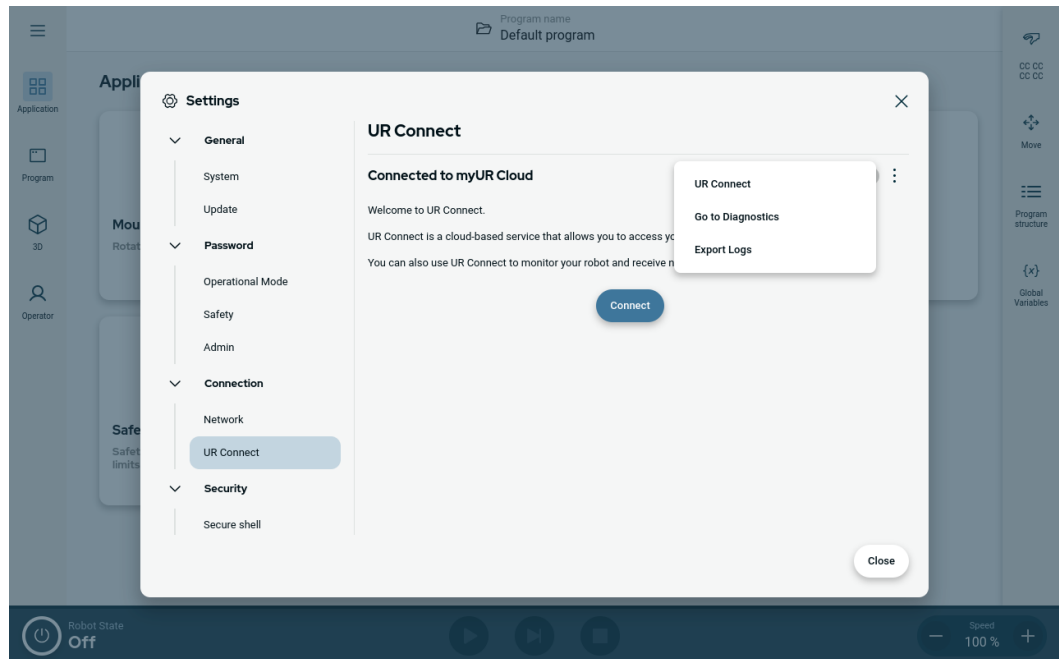 Program name
Default program
Application
Program
3D
Operator
Appli
Mou
Rotat
Safe
Safet
limits
Settings
General
System
Update
Password
Operational Mode
Safety
Admin
Connection
Network
UR Connect
Security
Secure shell
UR Connect
Connected to myUR Cloud
Welcome to UR Connect.
UR Connect is a cloud-based service that allows you to access yo
You can also use UR Connect to monitor your robot and receive n
Connect
UR Connect
Go to Diagnostics
Export Logs
Close
CC CC
CC CC
Move
Program
structure
{x}
Global
Variables
Robot State
Off
Speed
100 %